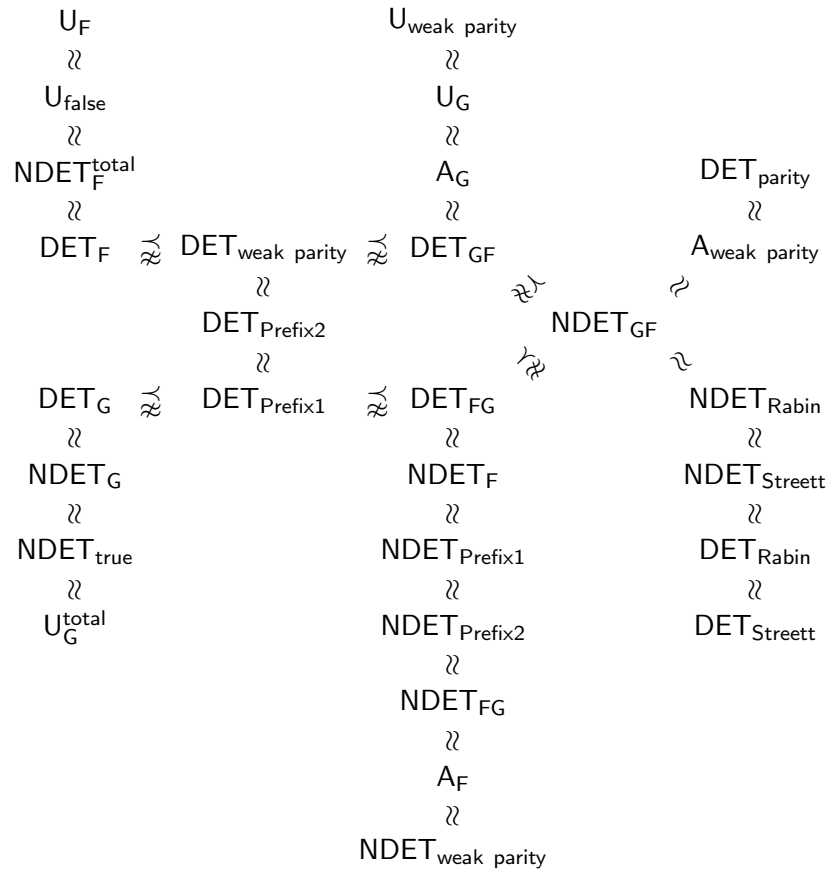 U_F U_weak parity
≀≀ ≀≀
U_false U_G
≀≀ ≀≀
NDET_F^total A_G DET_parity
≀≀ ≀≀ ≀≀
DET_F ⋨ DET_weak parity ⋨ DET_GF A_weak parity
≀≀ ⋨ ≈
DET_Prefix2 NDET_GF
≀≀ ⋨ ≈
DET_G ⋨ DET_Prefix1 ⋨ DET_FG NDET_Rabin
≀≀ ≀≀ ≀≀
NDET_G NDET_F NDET_Streett
≀≀ ≀≀ ≀≀
NDET_true NDET_Prefix1 DET_Rabin
≀≀ ≀≀ ≀≀
U_G^total NDET_Prefix2 DET_Streett
≀≀
NDET_FG
≀≀
A_F
≀≀
NDET_weak parity